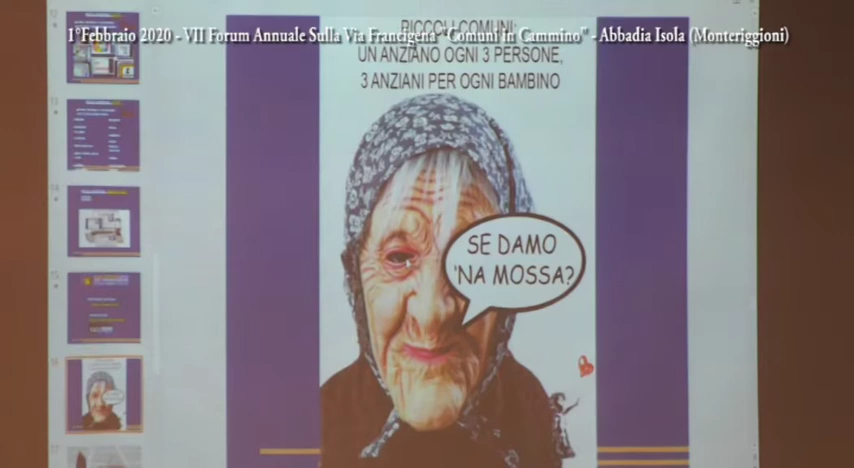 1° Febbraio 2020 - VII Forum Annuale Sulla Via Francigena "Comuni in Cammino" - Abbadia Isola (Monteriggioni)
PICCOLI COMUNI:
UN ANZIANO OGNI 3 PERSONE,
3 ANZIANI PER OGNI BAMBINO
SE DAMO
'NA MOSSA?